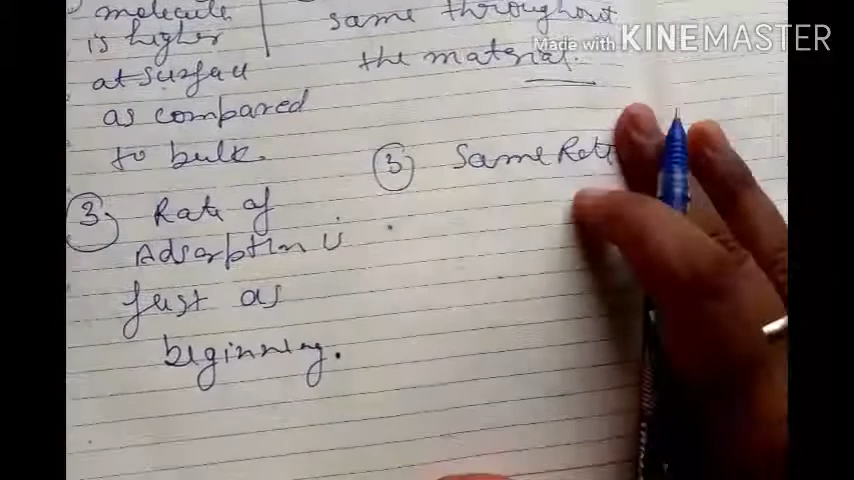 molecule
is higher
at surface
as compared
to bulk.
③ Rate of
Adsorption is
fast as
beginning.
same throughout
the material.
③ Same Rate
Made with KINEMASTER